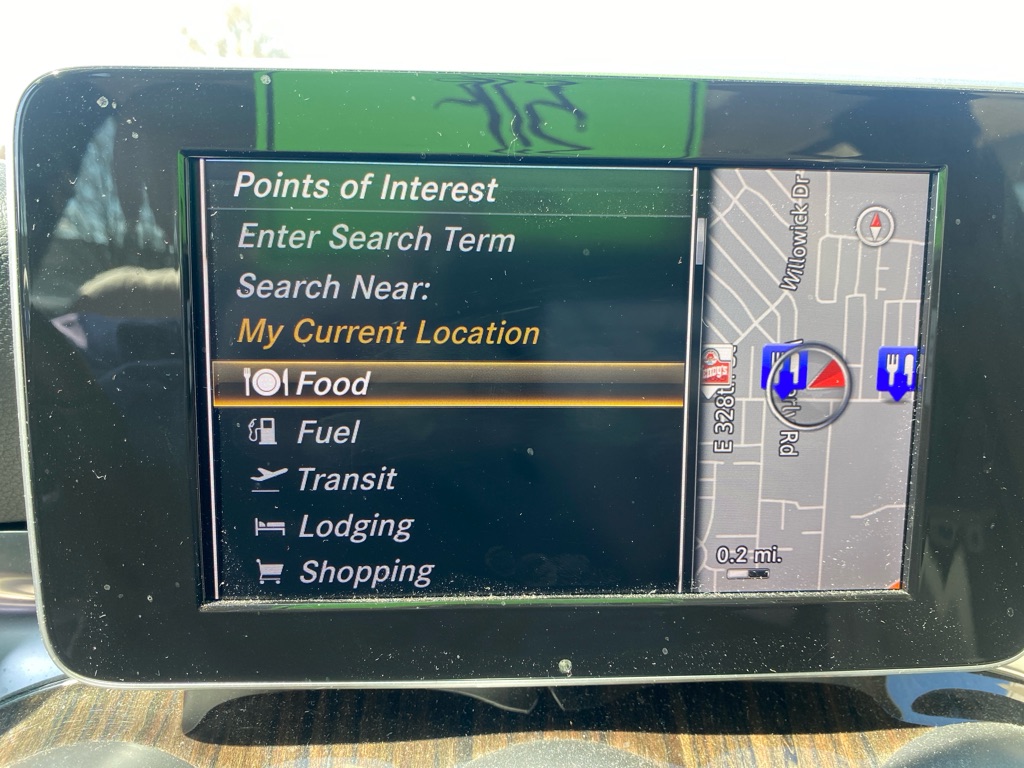 Points of Interest
Enter Search Term
Search Near:
My Current Location
Food
Fuel
Transit
Lodging
Shopping
Willowick Dr
E 328th
Rd
0.2 mi.